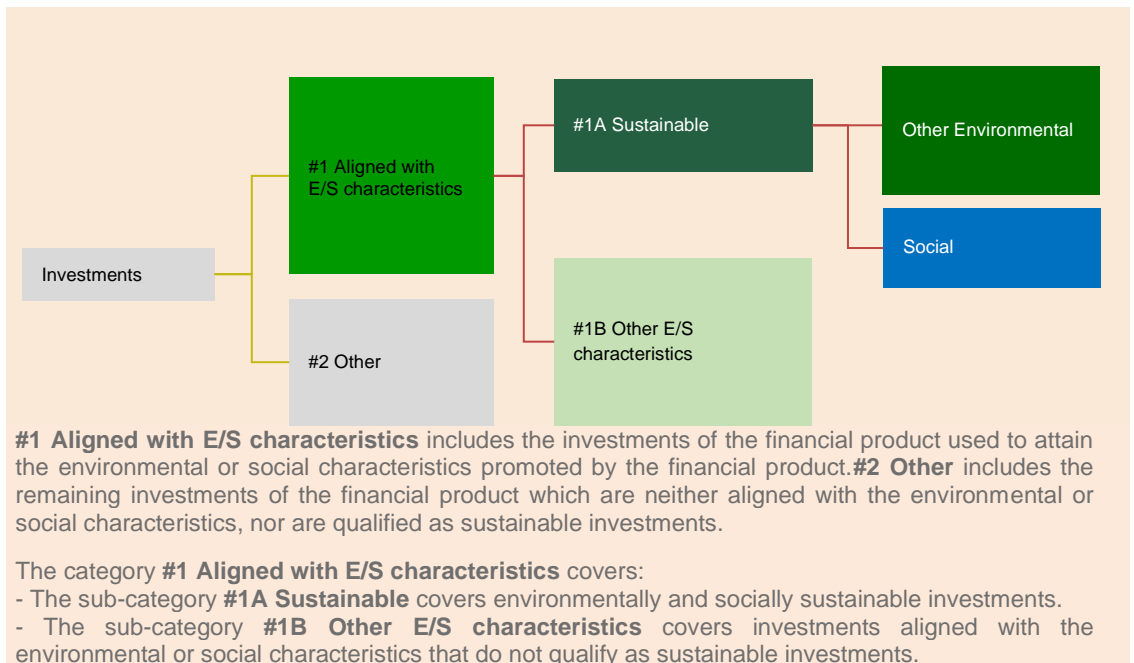 #1A Sustainable
Other Environmental
#1 Aligned with
E/S characteristics
Social
Investments
#1B Other E/S
characteristics
#2 Other
#1 Aligned with E/S characteristics includes the investments of the financial product used to attain
the environmental or social characteristics promoted by the financial product.#2 Other includes the
remaining investments of the financial product which are neither aligned with the environmental or
social characteristics, nor are qualified as sustainable investments.
The category #1 Aligned with E/S characteristics covers:
- The sub-category #1A Sustainable covers environmentally and socially sustainable investments.
- The sub-category #1B Other E/S characteristics covers investments aligned with the
environmental or social characteristics that do not qualify as sustainable investments.